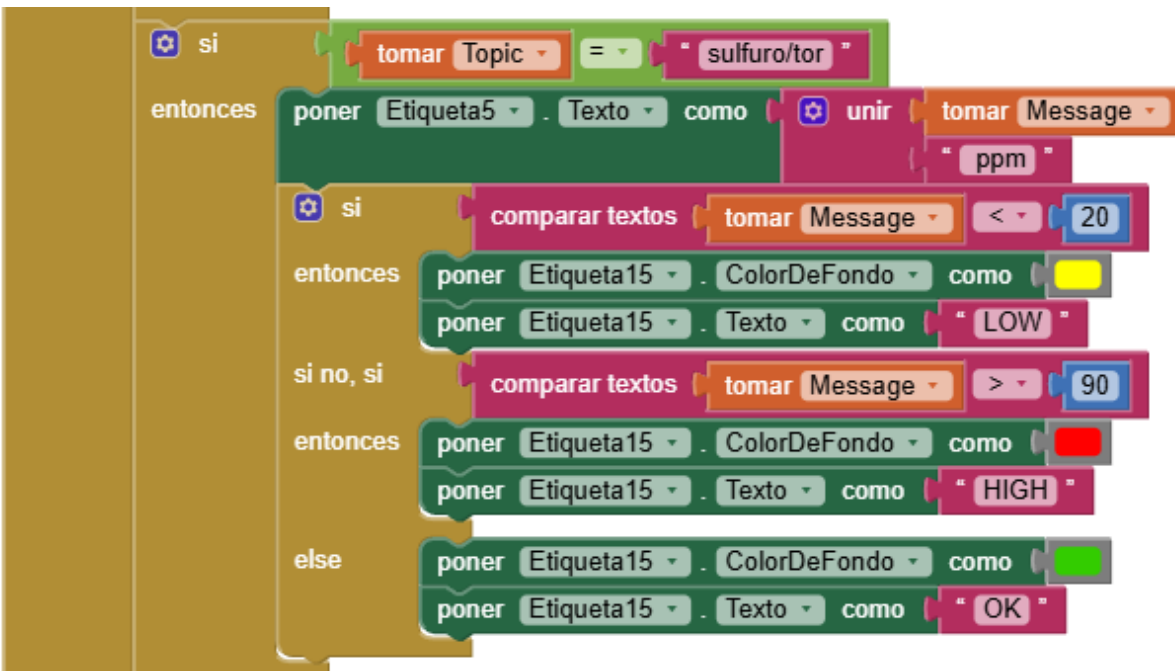 si tomar Topic = " sulfuro/tor "
entonces poner Etiqueta5 . Texto como unir tomar Message
" ppm "
si comparar textos tomar Message < 20
entonces poner Etiqueta15 . ColorDeFondo como
poner Etiqueta15 . Texto como " LOW "
si no, si comparar textos tomar Message > 90
entonces poner Etiqueta15 . ColorDeFondo como
poner Etiqueta15 . Texto como " HIGH "
else poner Etiqueta15 . ColorDeFondo como
poner Etiqueta15 . Texto como " OK "